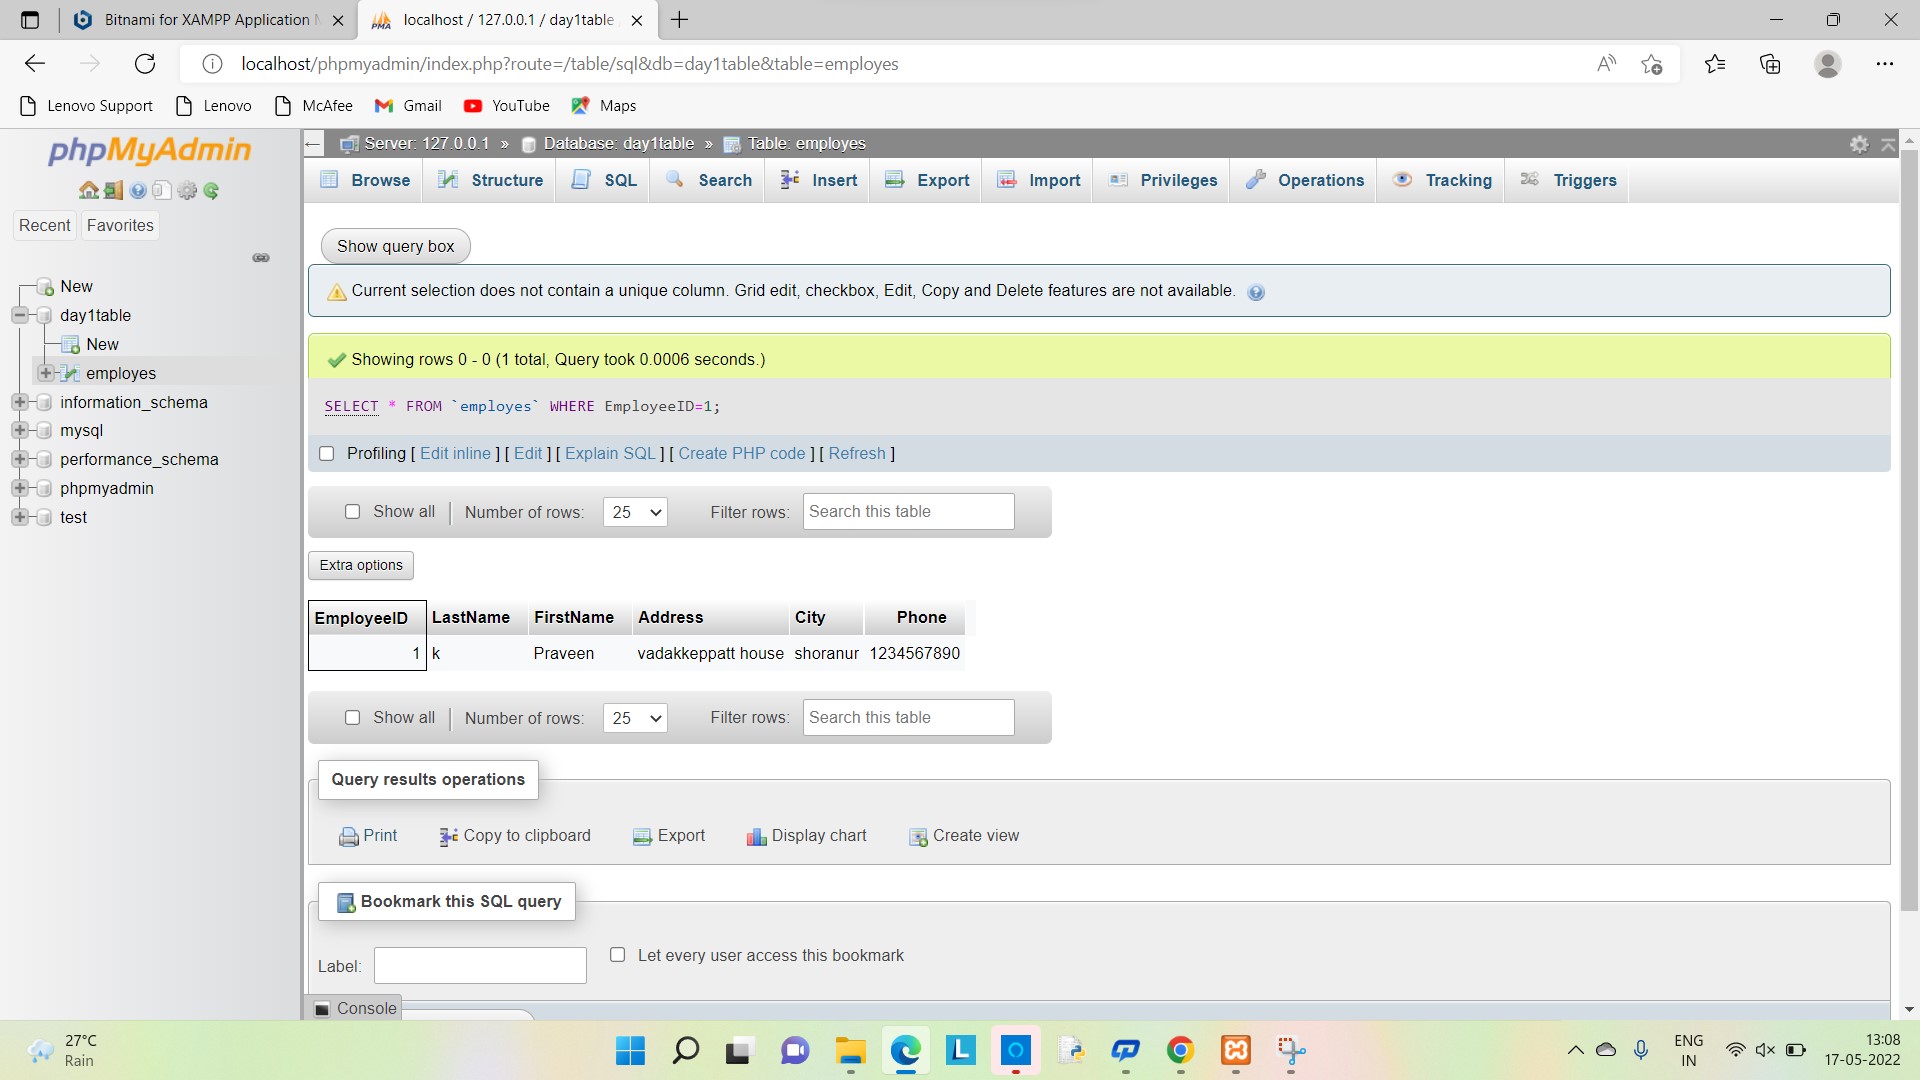 Bitnami for XAMPP Application M
localhost / 127.0.0.1 / day1table
localhost/phpmyadmin/index.php?route=/table/sql&db=day1table&table=employes
Lenovo Support Lenovo McAfee Gmail YouTube Maps
phpMyAdmin
Recent Favorites
New
day1table
New
employes
information_schema
mysql
performance_schema
phpmyadmin
test
Server: 127.0.0.1 » Database: day1table » Table: employes
Browse Structure SQL Search Insert Export Import Privileges Operations Tracking Triggers
Show query box
Current selection does not contain a unique column. Grid edit, checkbox, Edit, Copy and Delete features are not available.
Showing rows 0 - 0 (1 total, Query took 0.0006 seconds.)
SELECT * FROM `employes` WHERE EmployeeID=1;
Profiling [ Edit inline ] [ Edit ] [ Explain SQL ] [ Create PHP code ] [ Refresh ]
Show all | Number of rows: 25 Filter rows: Search this table
Extra options
EmployeeID LastName FirstName Address City Phone
1 k Praveen vadakkeppatt house shoranur 1234567890
Show all | Number of rows: 25 Filter rows: Search this table
Query results operations
Print Copy to clipboard Export Display chart Create view
Bookmark this SQL query
Label: Let every user access this bookmark
Console
27°C
Rain
ENG
IN
13:08
17-05-2022